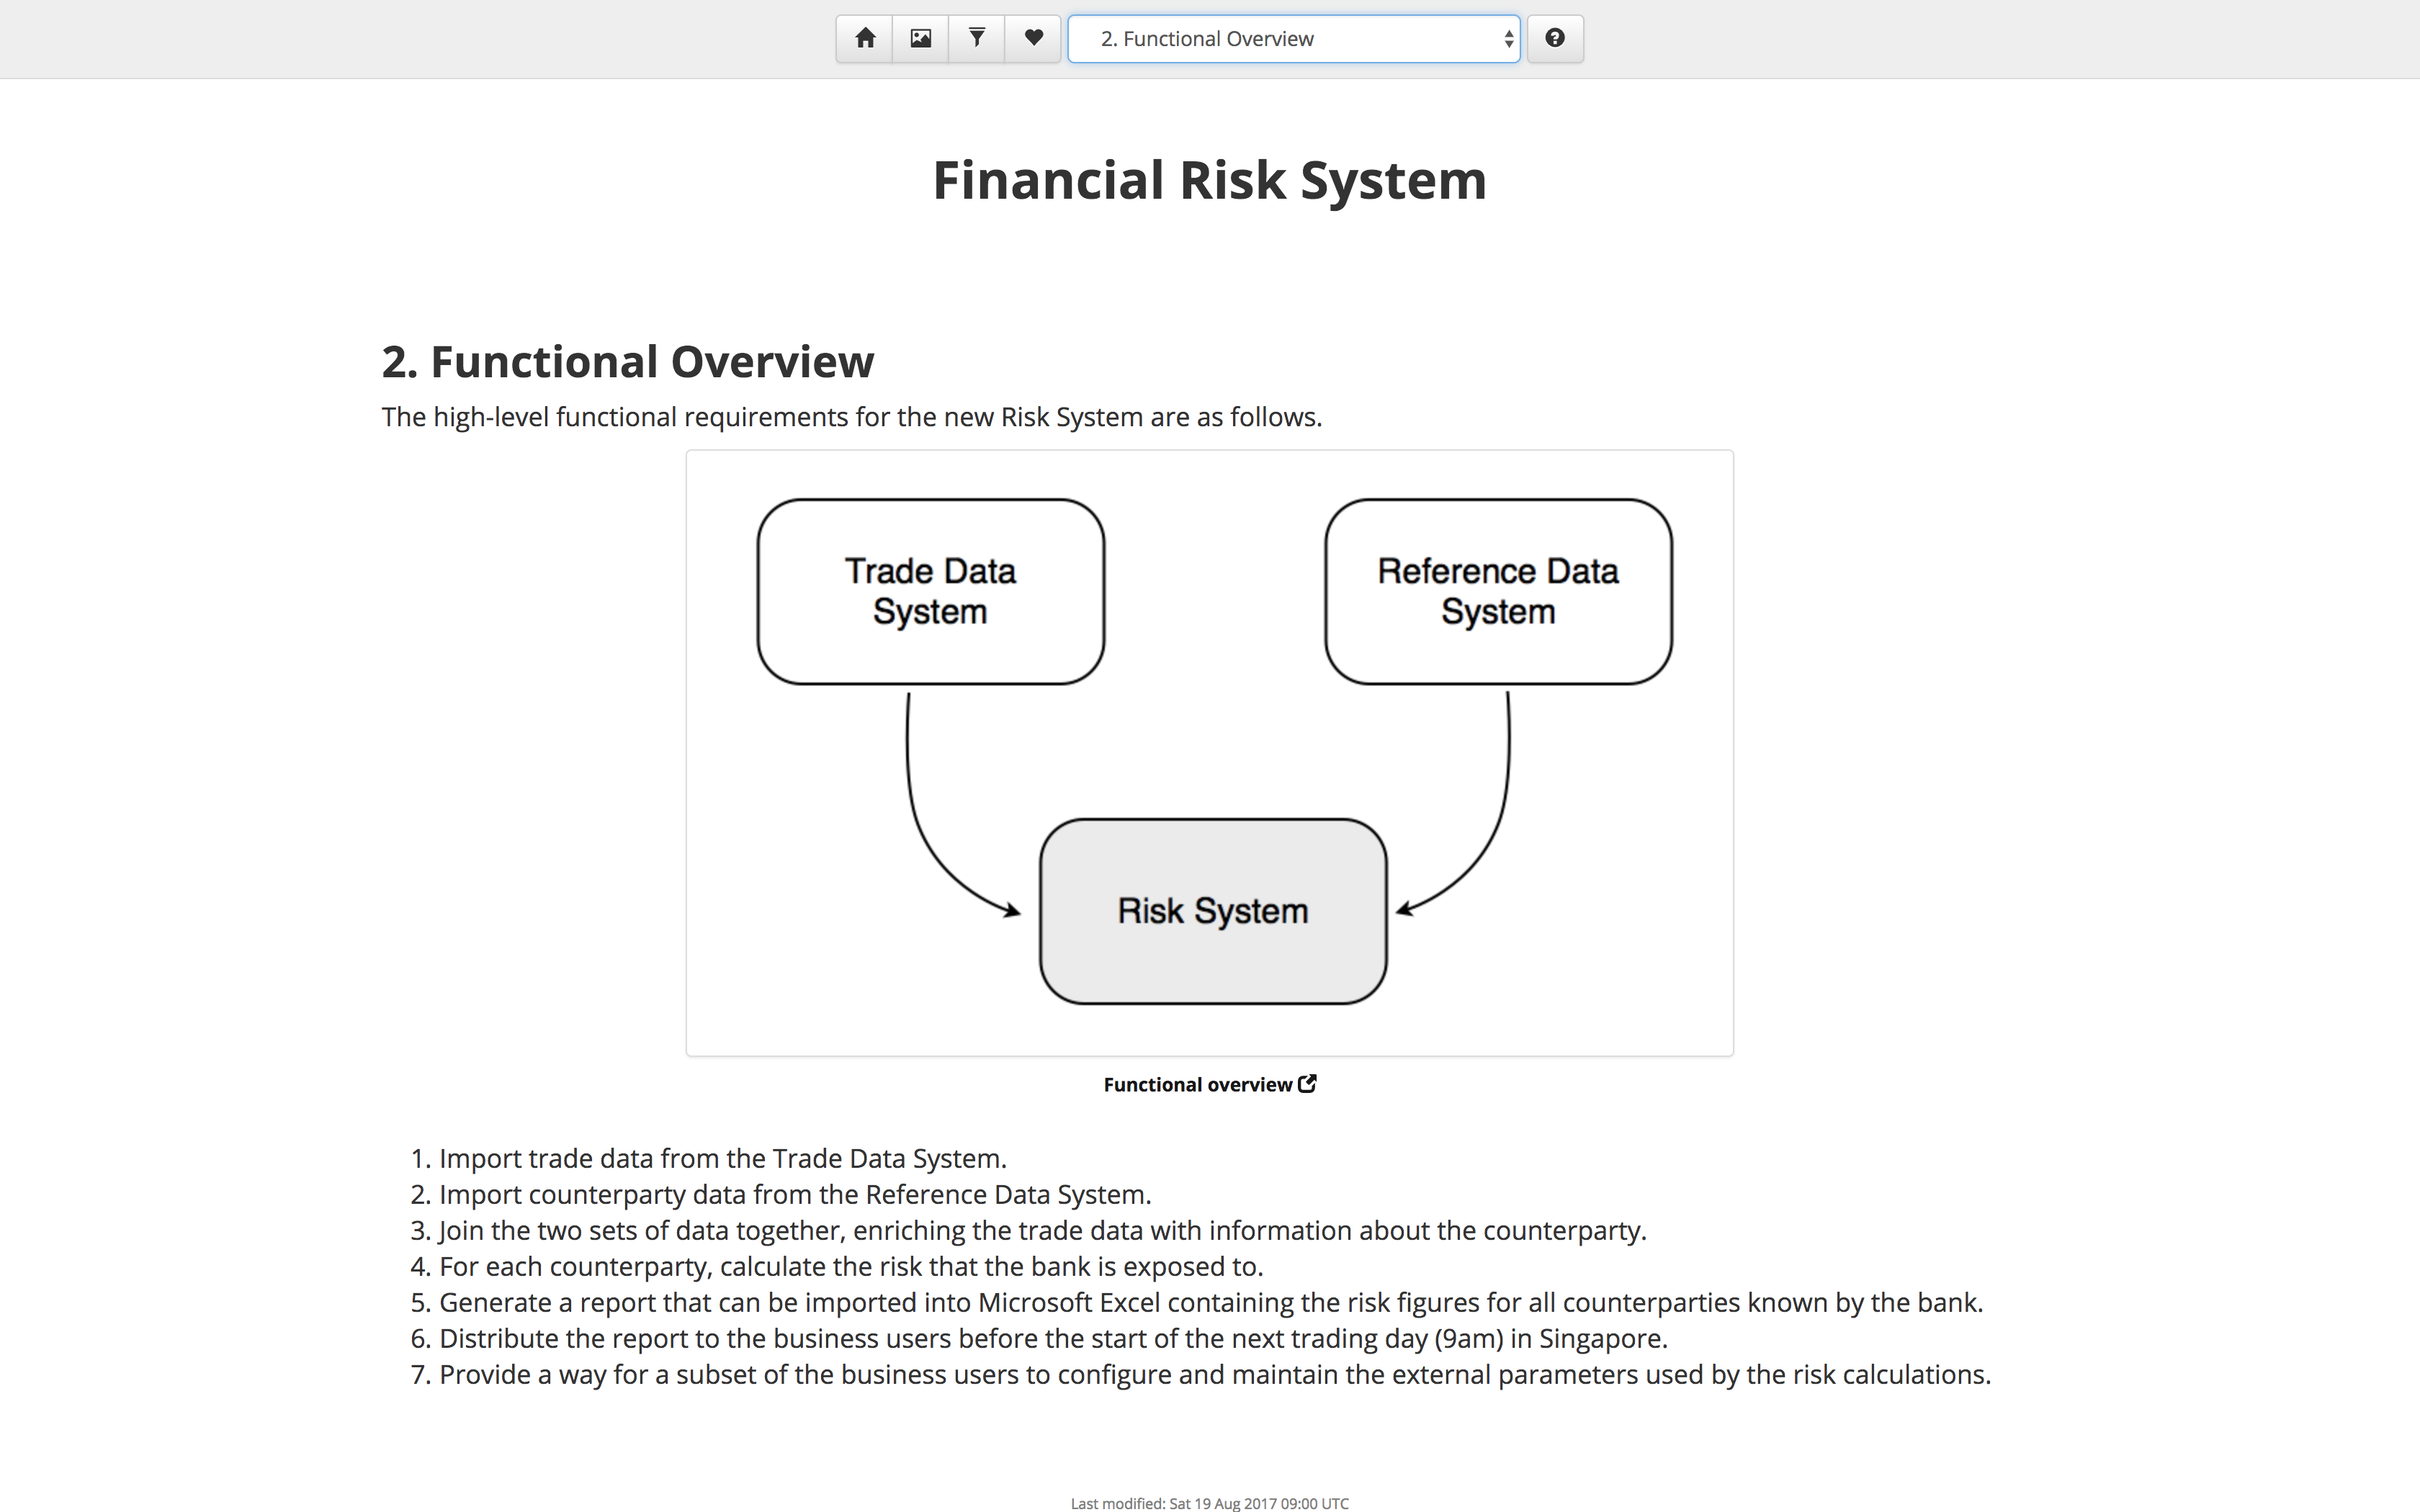 2. Functional Overview
Financial Risk System
2. Functional Overview
The high-level functional requirements for the new Risk System are as follows.
Trade Data
System
Reference Data
System
Risk System
Functional overview
1. Import trade data from the Trade Data System.
2. Import counterparty data from the Reference Data System.
3. Join the two sets of data together, enriching the trade data with information about the counterparty.
4. For each counterparty, calculate the risk that the bank is exposed to.
5. Generate a report that can be imported into Microsoft Excel containing the risk figures for all counterparties known by the bank.
6. Distribute the report to the business users before the start of the next trading day (9am) in Singapore.
7. Provide a way for a subset of the business users to configure and maintain the external parameters used by the risk calculations.
Last modified: Sat 19 Aug 2017 09:00 UTC